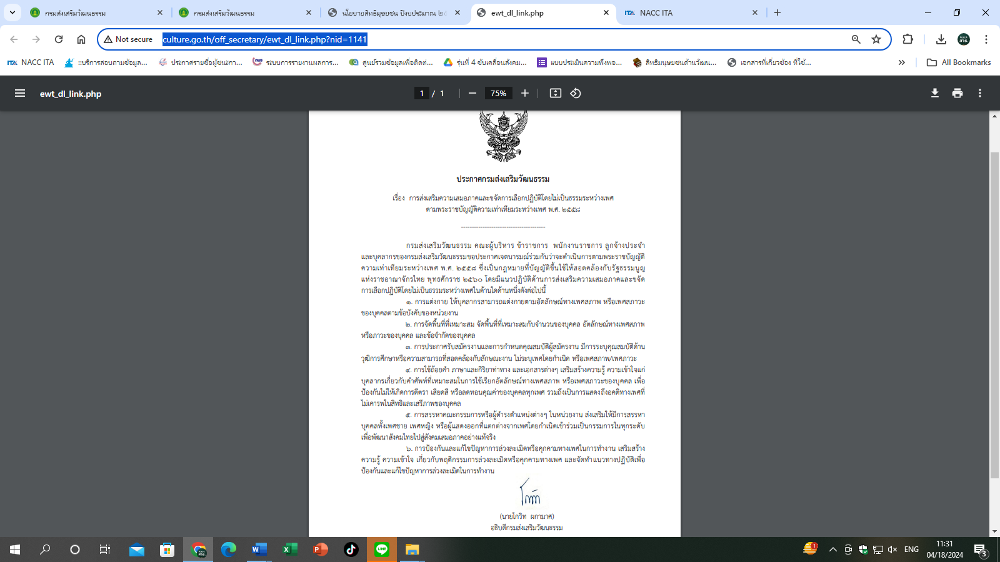 กรมส่งเสริมวัฒนธรรม
กรมส่งเสริมวัฒนธรรม
นโยบายสิทธิมนุษยชน ปีงบประมาณ
ewt_dl_link.php
NACC ITA
Not secure
culture.go.th/off_secretary/ewt_dl_link.php?nid=1141
NACC ITA
::บริการสอบถามข้อมูล...
ประกาศรายชื่อผู้ชนะกา...
ระบบการรายงานผลการ...
ศูนย์รวมข้อมูลเพื่อติดต่...
รุ่นที่ 4 ขับเคลื่อนสังคม...
แบบประเมินความพึงพอ...
สิทธิมนุษยชนด้านวัฒน...
เอกสารที่เกี่ยวข้อง ที่ใช้...
All Bookmarks
ewt_dl_link.php
1 / 1
75%
ประกาศกรมส่งเสริมวัฒนธรรม
เรื่อง การส่งเสริมความเสมอภาคและขจัดการเลือกปฏิบัติโดยไม่เป็นธรรมระหว่างเพศ
ตามพระราชบัญญัติความเท่าเทียมระหว่างเพศ พ.ศ. ๒๕๕๘
---------------------------------------
กรมส่งเสริมวัฒนธรรม คณะผู้บริหาร ข้าราชการ พนักงานราชการ ลูกจ้างประจำ
และบุคลากรของกรมส่งเสริมวัฒนธรรมขอประกาศเจตนารมณ์ร่วมกันว่าจะดำเนินการตามพระราชบัญญัติ
ความเท่าเทียมระหว่างเพศ พ.ศ. ๒๕๕๘ ซึ่งเป็นกฎหมายที่บัญญัติขึ้นใช้ให้สอดคล้องกับรัฐธรรมนูญ
แห่งราชอาณาจักรไทย พุทธศักราช ๒๕๖๐ โดยมีแนวปฏิบัติด้านการส่งเสริมความเสมอภาคและขจัด
การเลือกปฏิบัติโดยไม่เป็นธรรมระหว่างเพศในด้านใดด้านหนึ่งดังต่อไปนี้
๑. การแต่งกาย ให้บุคลากรสามารถแต่งกายตามอัตลักษณ์ทางเพศสภาพ หรือเพศสภาวะ
ของบุคคลตามข้อบังคับของหน่วยงาน
๒. การจัดพื้นที่ที่เหมาะสม จัดพื้นที่ที่เหมาะสมกับจำนวนของบุคคล อัตลักษณ์ทางเพศสภาพ
หรือภาวะของบุคคล และข้อจำกัดของบุคคล
๓. การประกาศรับสมัครงานและการกำหนดคุณสมบัติผู้สมัครงาน มีการระบุคุณสมบัติด้าน
วุฒิการศึกษาหรือความสามารถที่สอดคล้องกับลักษณะงาน ไม่ระบุเพศโดยกำเนิด หรือเพศสภาพ/เพศภาวะ
๔. การใช้ถ้อยคำ ภาษาและกิริยาท่าทาง และเอกสารต่างๆ เสริมสร้างความรู้ ความเข้าใจแก่
บุคลากรเกี่ยวกับคำศัพท์ที่เหมาะสมในการใช้เรียกอัตลักษณ์ทางเพศสภาพ หรือเพศสภาวะของบุคคล เพื่อ
ป้องกันไม่ให้เกิดการตีตรา เสียดสี หรือลดทอนคุณค่าของบุคคลทุกเพศ รวมถึงเป็นการแสดงถึงอคติทางเพศที่
ไม่เคารพในสิทธิและเสรีภาพของบุคคล
๕. การสรรหาคณะกรรมการหรือผู้ดำรงตำแหน่งต่างๆ ในหน่วยงาน ส่งเสริมให้มีการสรรหา
บุคคลทั้งเพศชาย เพศหญิง หรือผู้แสดงออกที่แตกต่างจากเพศโดยกำเนิดเข้าร่วมเป็นกรรมการในทุกระดับ
เพื่อพัฒนาสังคมไทยไปสู่สังคมเสมอภาคอย่างแท้จริง
๖. การป้องกันและแก้ไขปัญหาการล่วงละเมิดหรือคุกคามทางเพศในการทำงาน เสริมสร้าง
ความรู้ ความเข้าใจ เกี่ยวกับพฤติกรรมการล่วงละเมิดหรือคุกคามทางเพศ และจัดทำแนวทางปฏิบัติเพื่อ
ป้องกันและแก้ไขปัญหาการล่วงละเมิดในการทำงาน
(นายโกวิท ผกามาศ)
อธิบดีกรมส่งเสริมวัฒนธรรม
ENG
11:31
04/18/2024
3